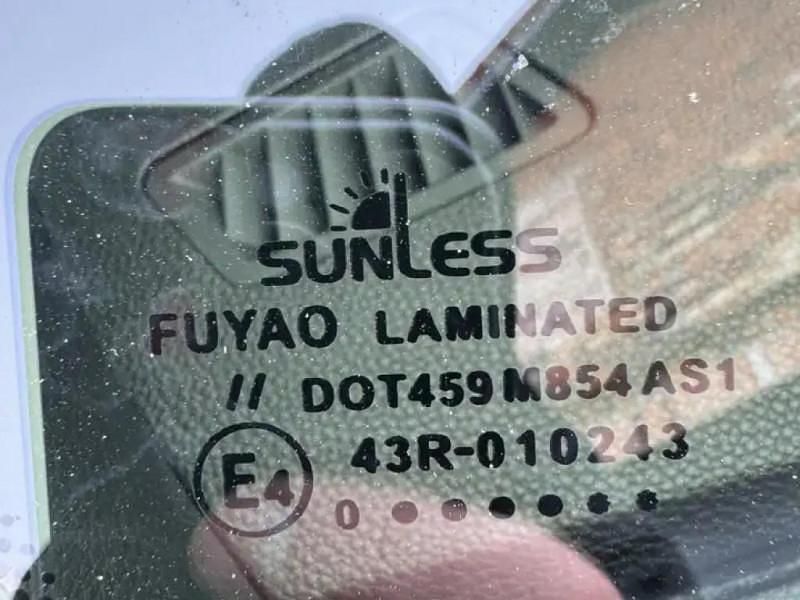 SUNLESS
FUYAO LAMINATED
// DOT459 M854 AS1
E4 43R-010243
0 ● ● ● ● ● ●